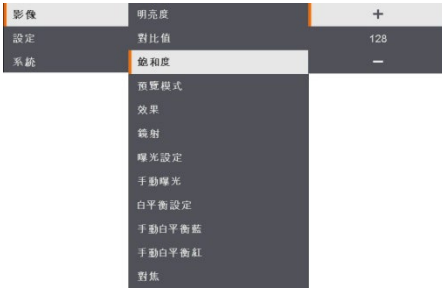 影像
設定
系統
明亮度
對比值
飽和度
預覽模式
效果
鏡射
曝光設定
手動曝光
白平衡設定
手動白平衡藍
手動白平衡紅
對焦
+
128
−